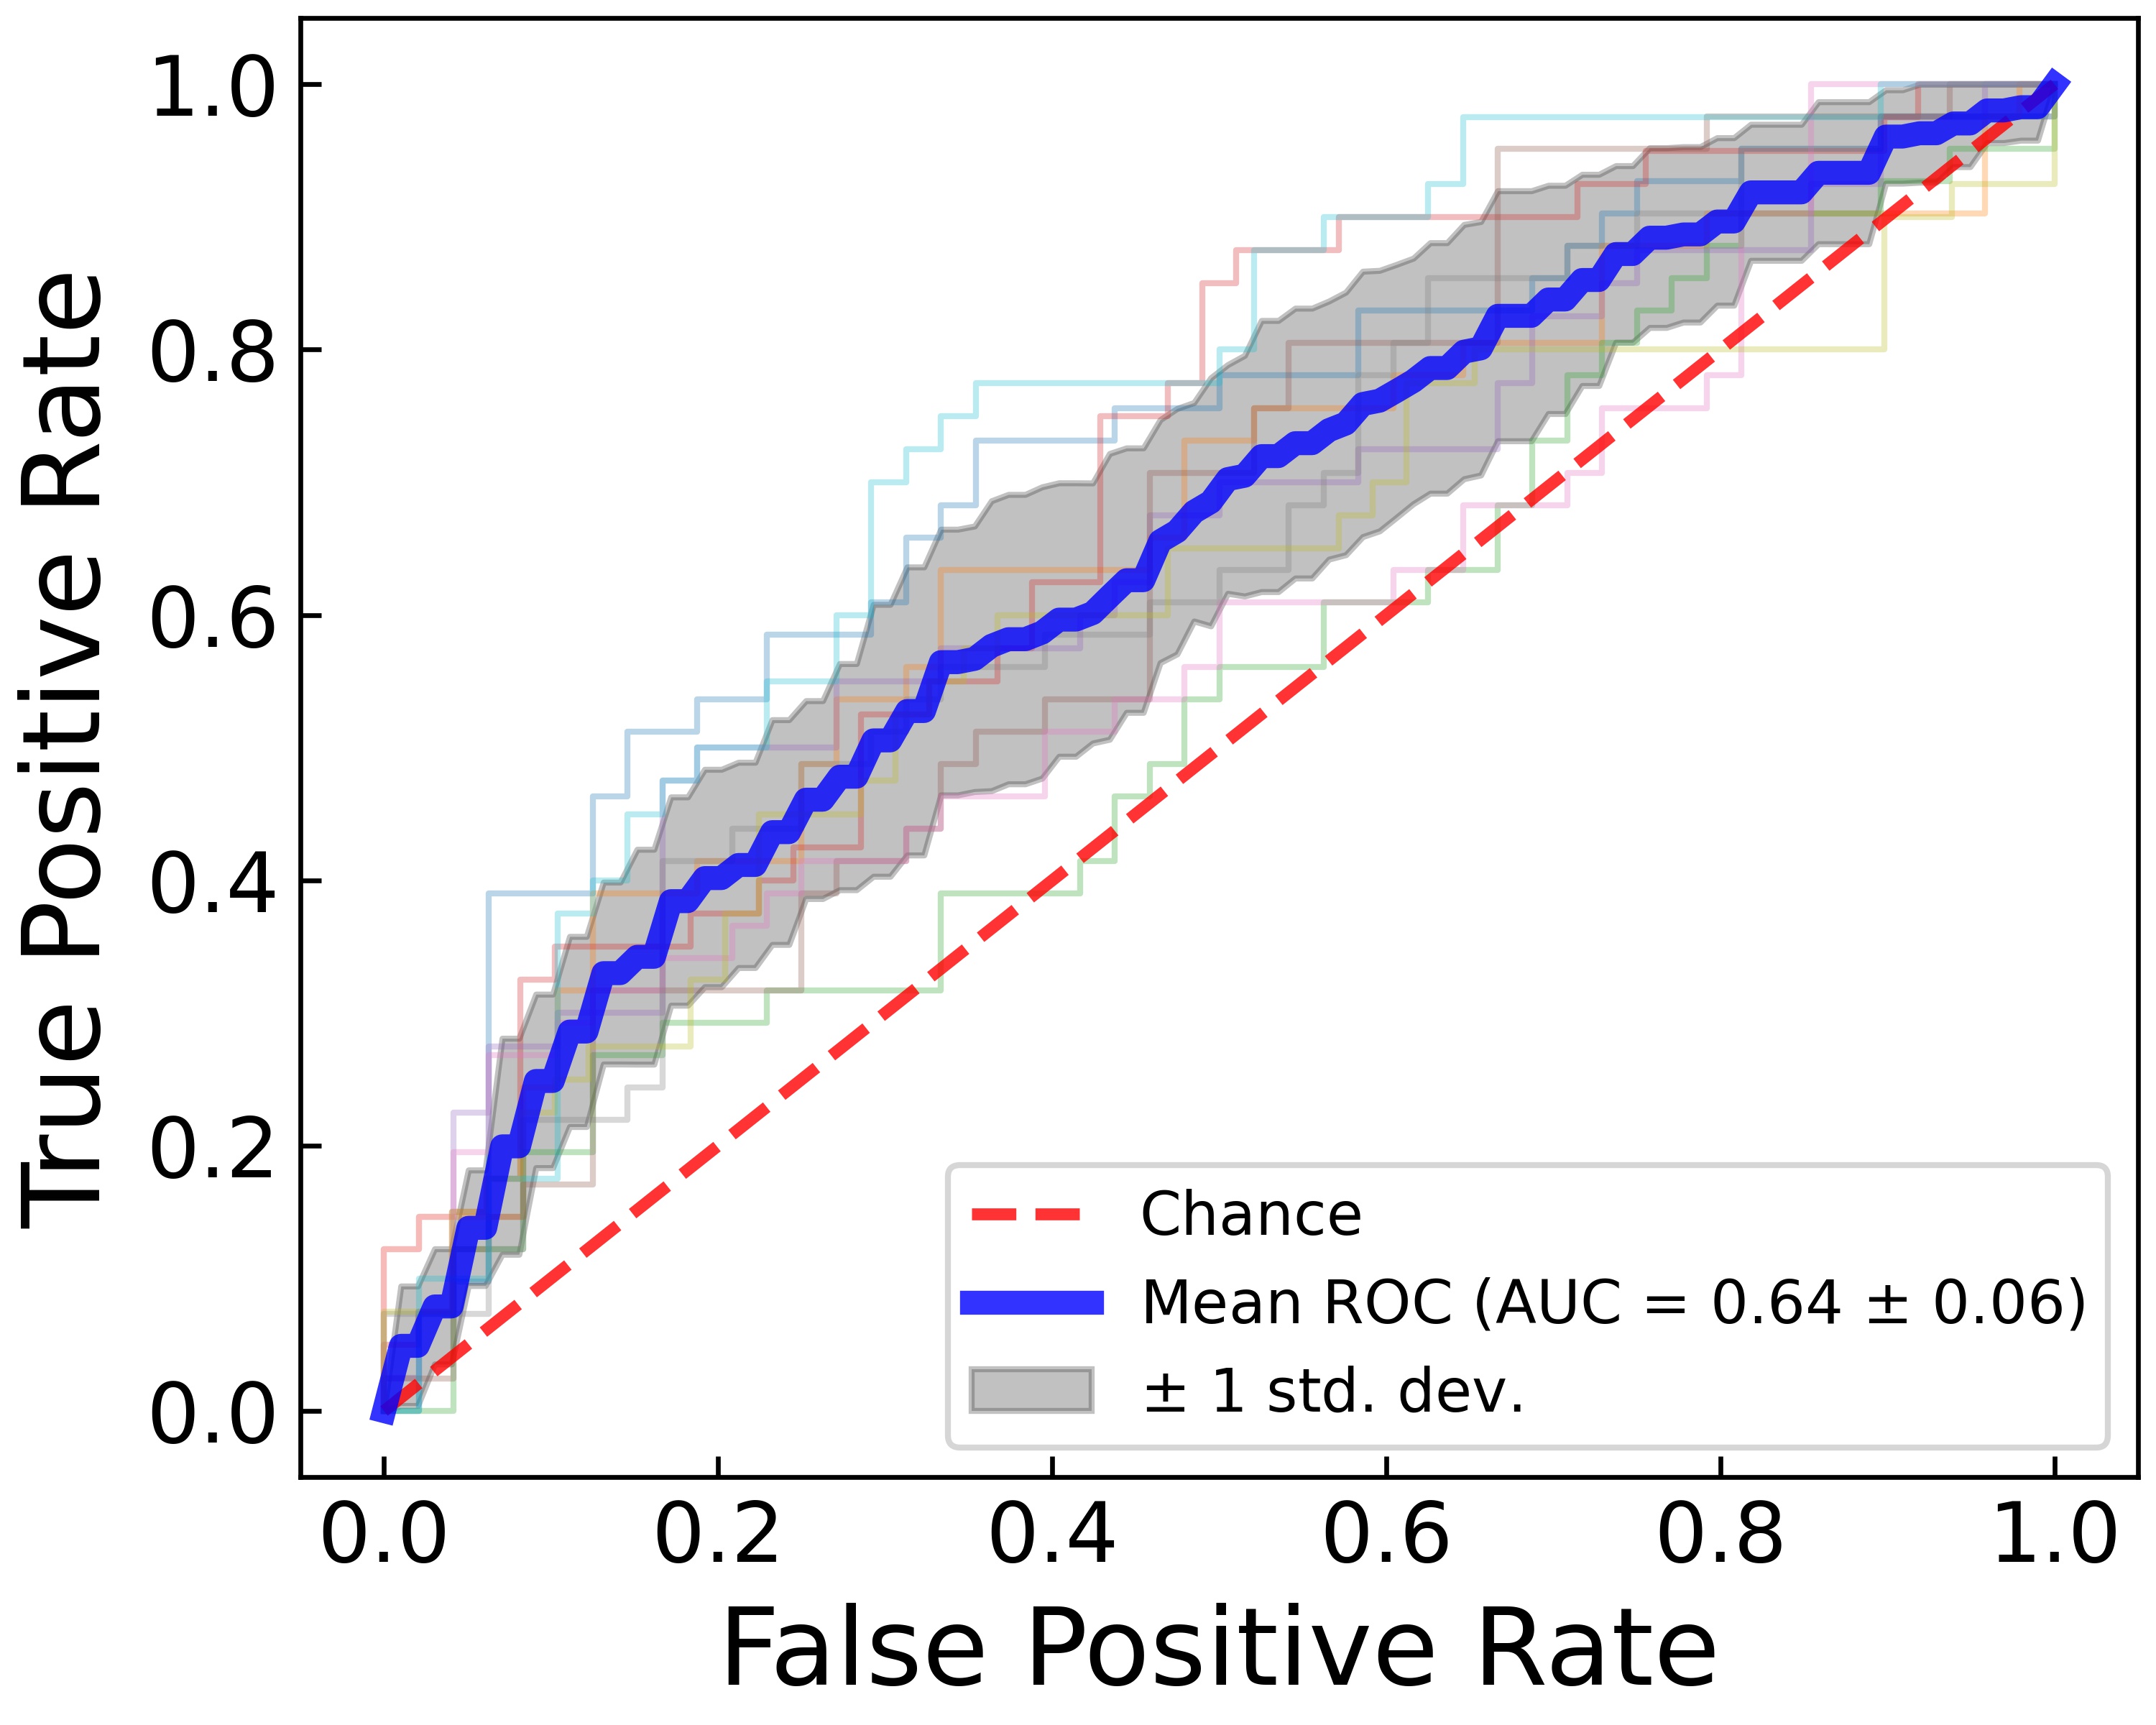 True Positive Rate
1.0
0.8
0.6
0.4
0.2
0.0
Chance
Mean ROC (AUC = 0.64 ± 0.06)
± 1 std. dev.
0.0 0.2 0.4 0.6 0.8 1.0
False Positive Rate